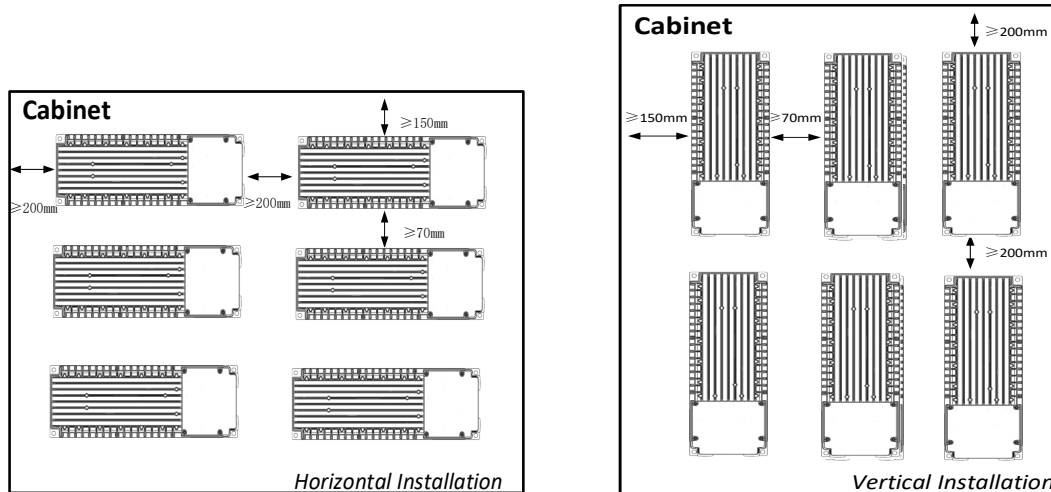 Cabinet
≥150mm
≥200mm
≥200mm
≥70mm
Horizontal Installation
Cabinet
≥200mm
≥150mm
≥70mm
≥200mm
Vertical Installation